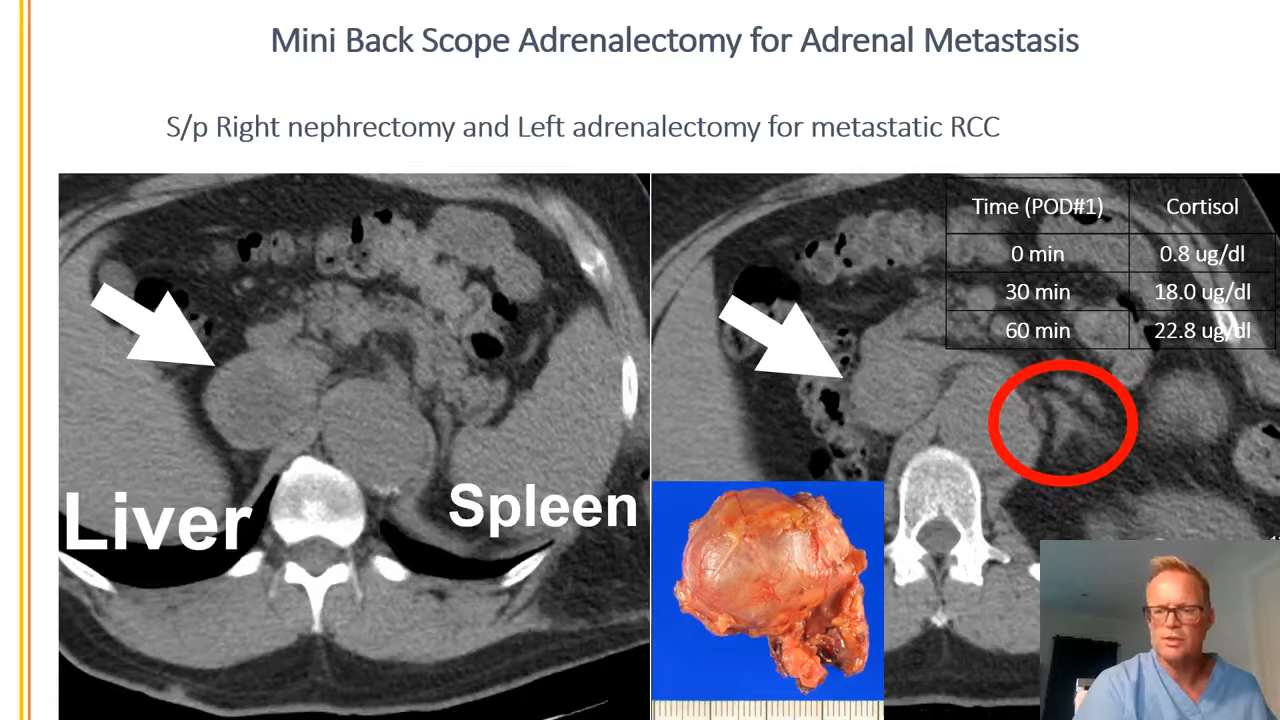 Mini Back Scope Adrenalectomy for Adrenal Metastasis
S/p Right nephrectomy and Left adrenalectomy for metastatic RCC
Time (POD#1) Cortisol
0 min 0.8 ug/dl
30 min 18.0 ug/dl
60 min 22.8 ug/dl
Liver
Spleen